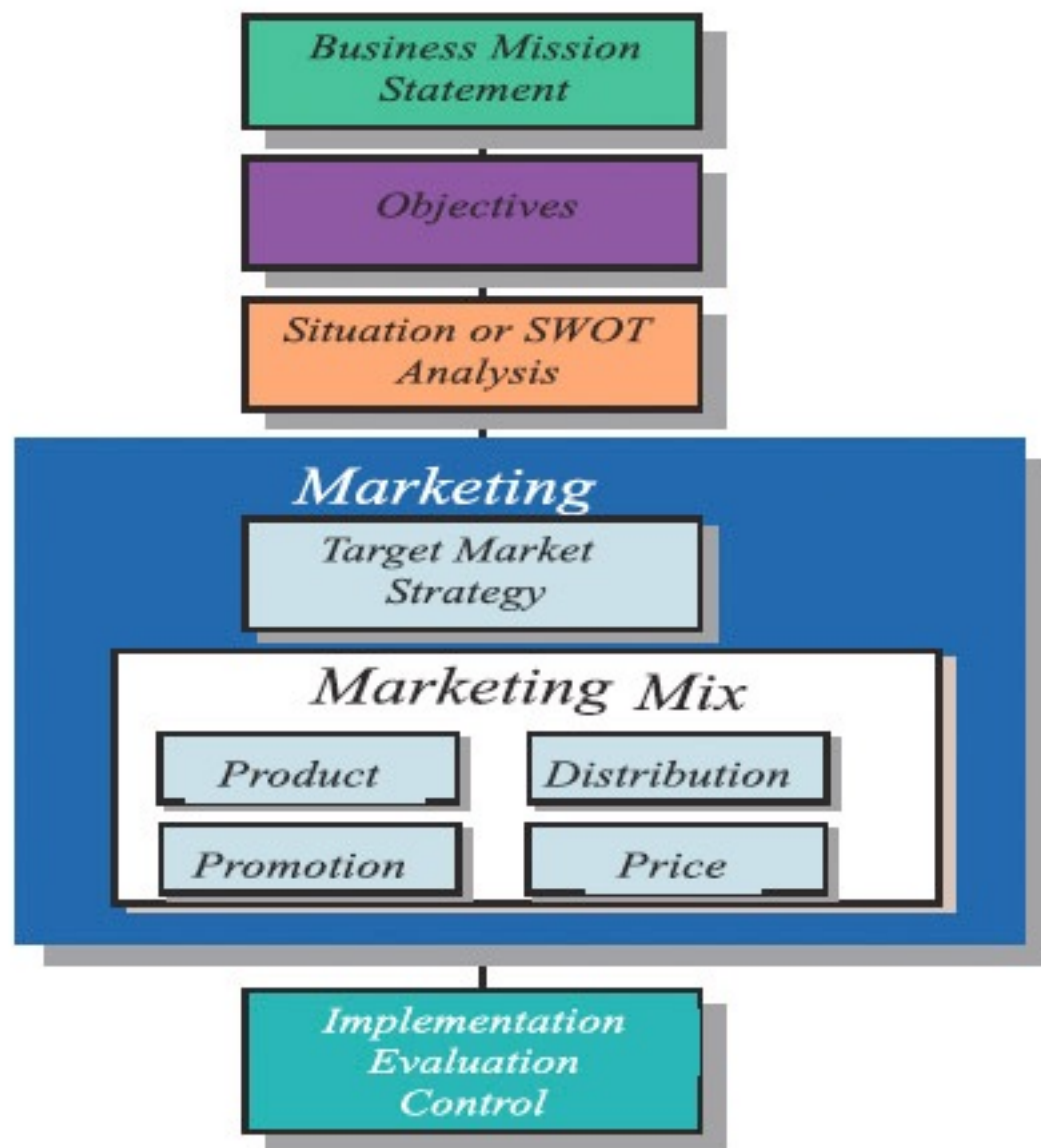 Business Mission
Statement
Objectives
Situation or SWOT
Analysis
Marketing
Target Market
Strategy
Marketing Mix
Product
Distribution
Promotion
Price
Implementation
Evaluation
Control